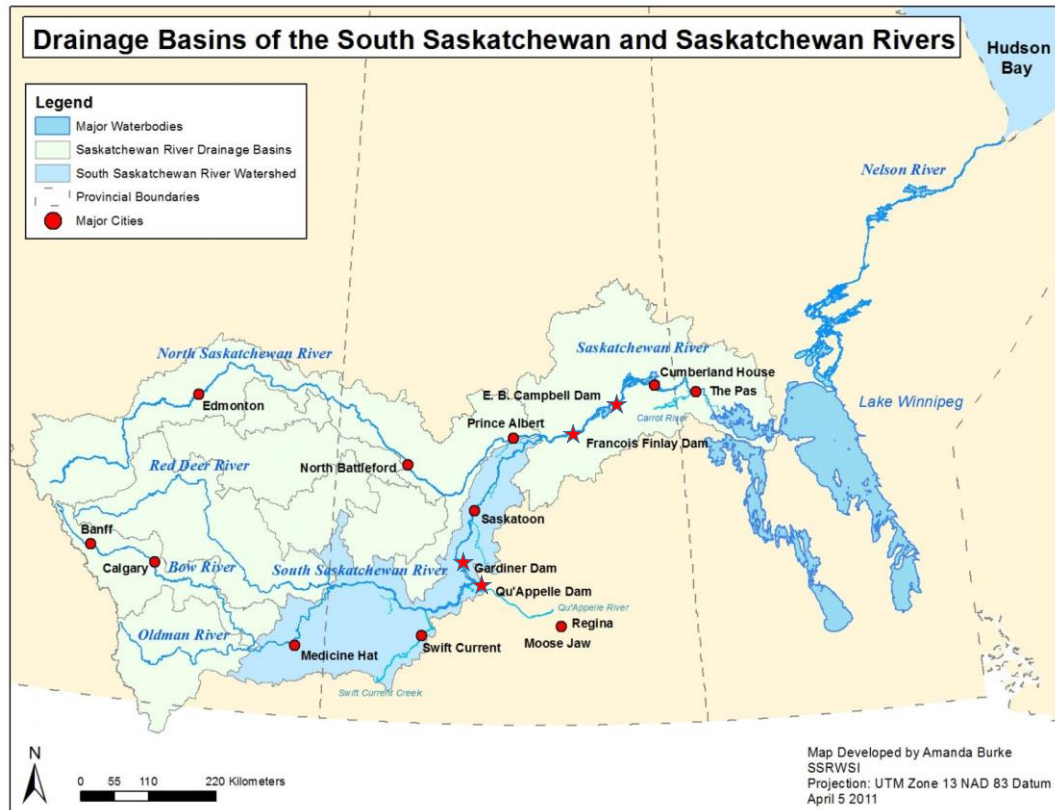 Drainage Basins of the South Saskatchewan and Saskatchewan Rivers
Hudson
Bay
Legend
Major Waterbodies
Saskatchewan River Drainage Basins
South Saskatchewan River Watershed
Provincial Boundaries
Major Cities
Nelson River
North Saskatchewan River
Saskatchewan River
Cumberland House
E. B. Campbell Dam
The Pas
Edmonton
Carrot River
Lake Winnipeg
Prince Albert
Francois Finlay Dam
North Battleford
Red Deer River
Saskatoon
Banff
Calgary
Bow River
South Saskatchewan River
Gardiner Dam
Qu'Appelle Dam
Qu'Appelle River
Oldman River
Regina
Moose Jaw
Medicine Hat
Swift Current
Swift Current Creek
N
0 55 110 220 Kilometers
Map Developed by Amanda Burke
SSRWSI
Projection: UTM Zone 13 NAD 83 Datum
April 5 2011